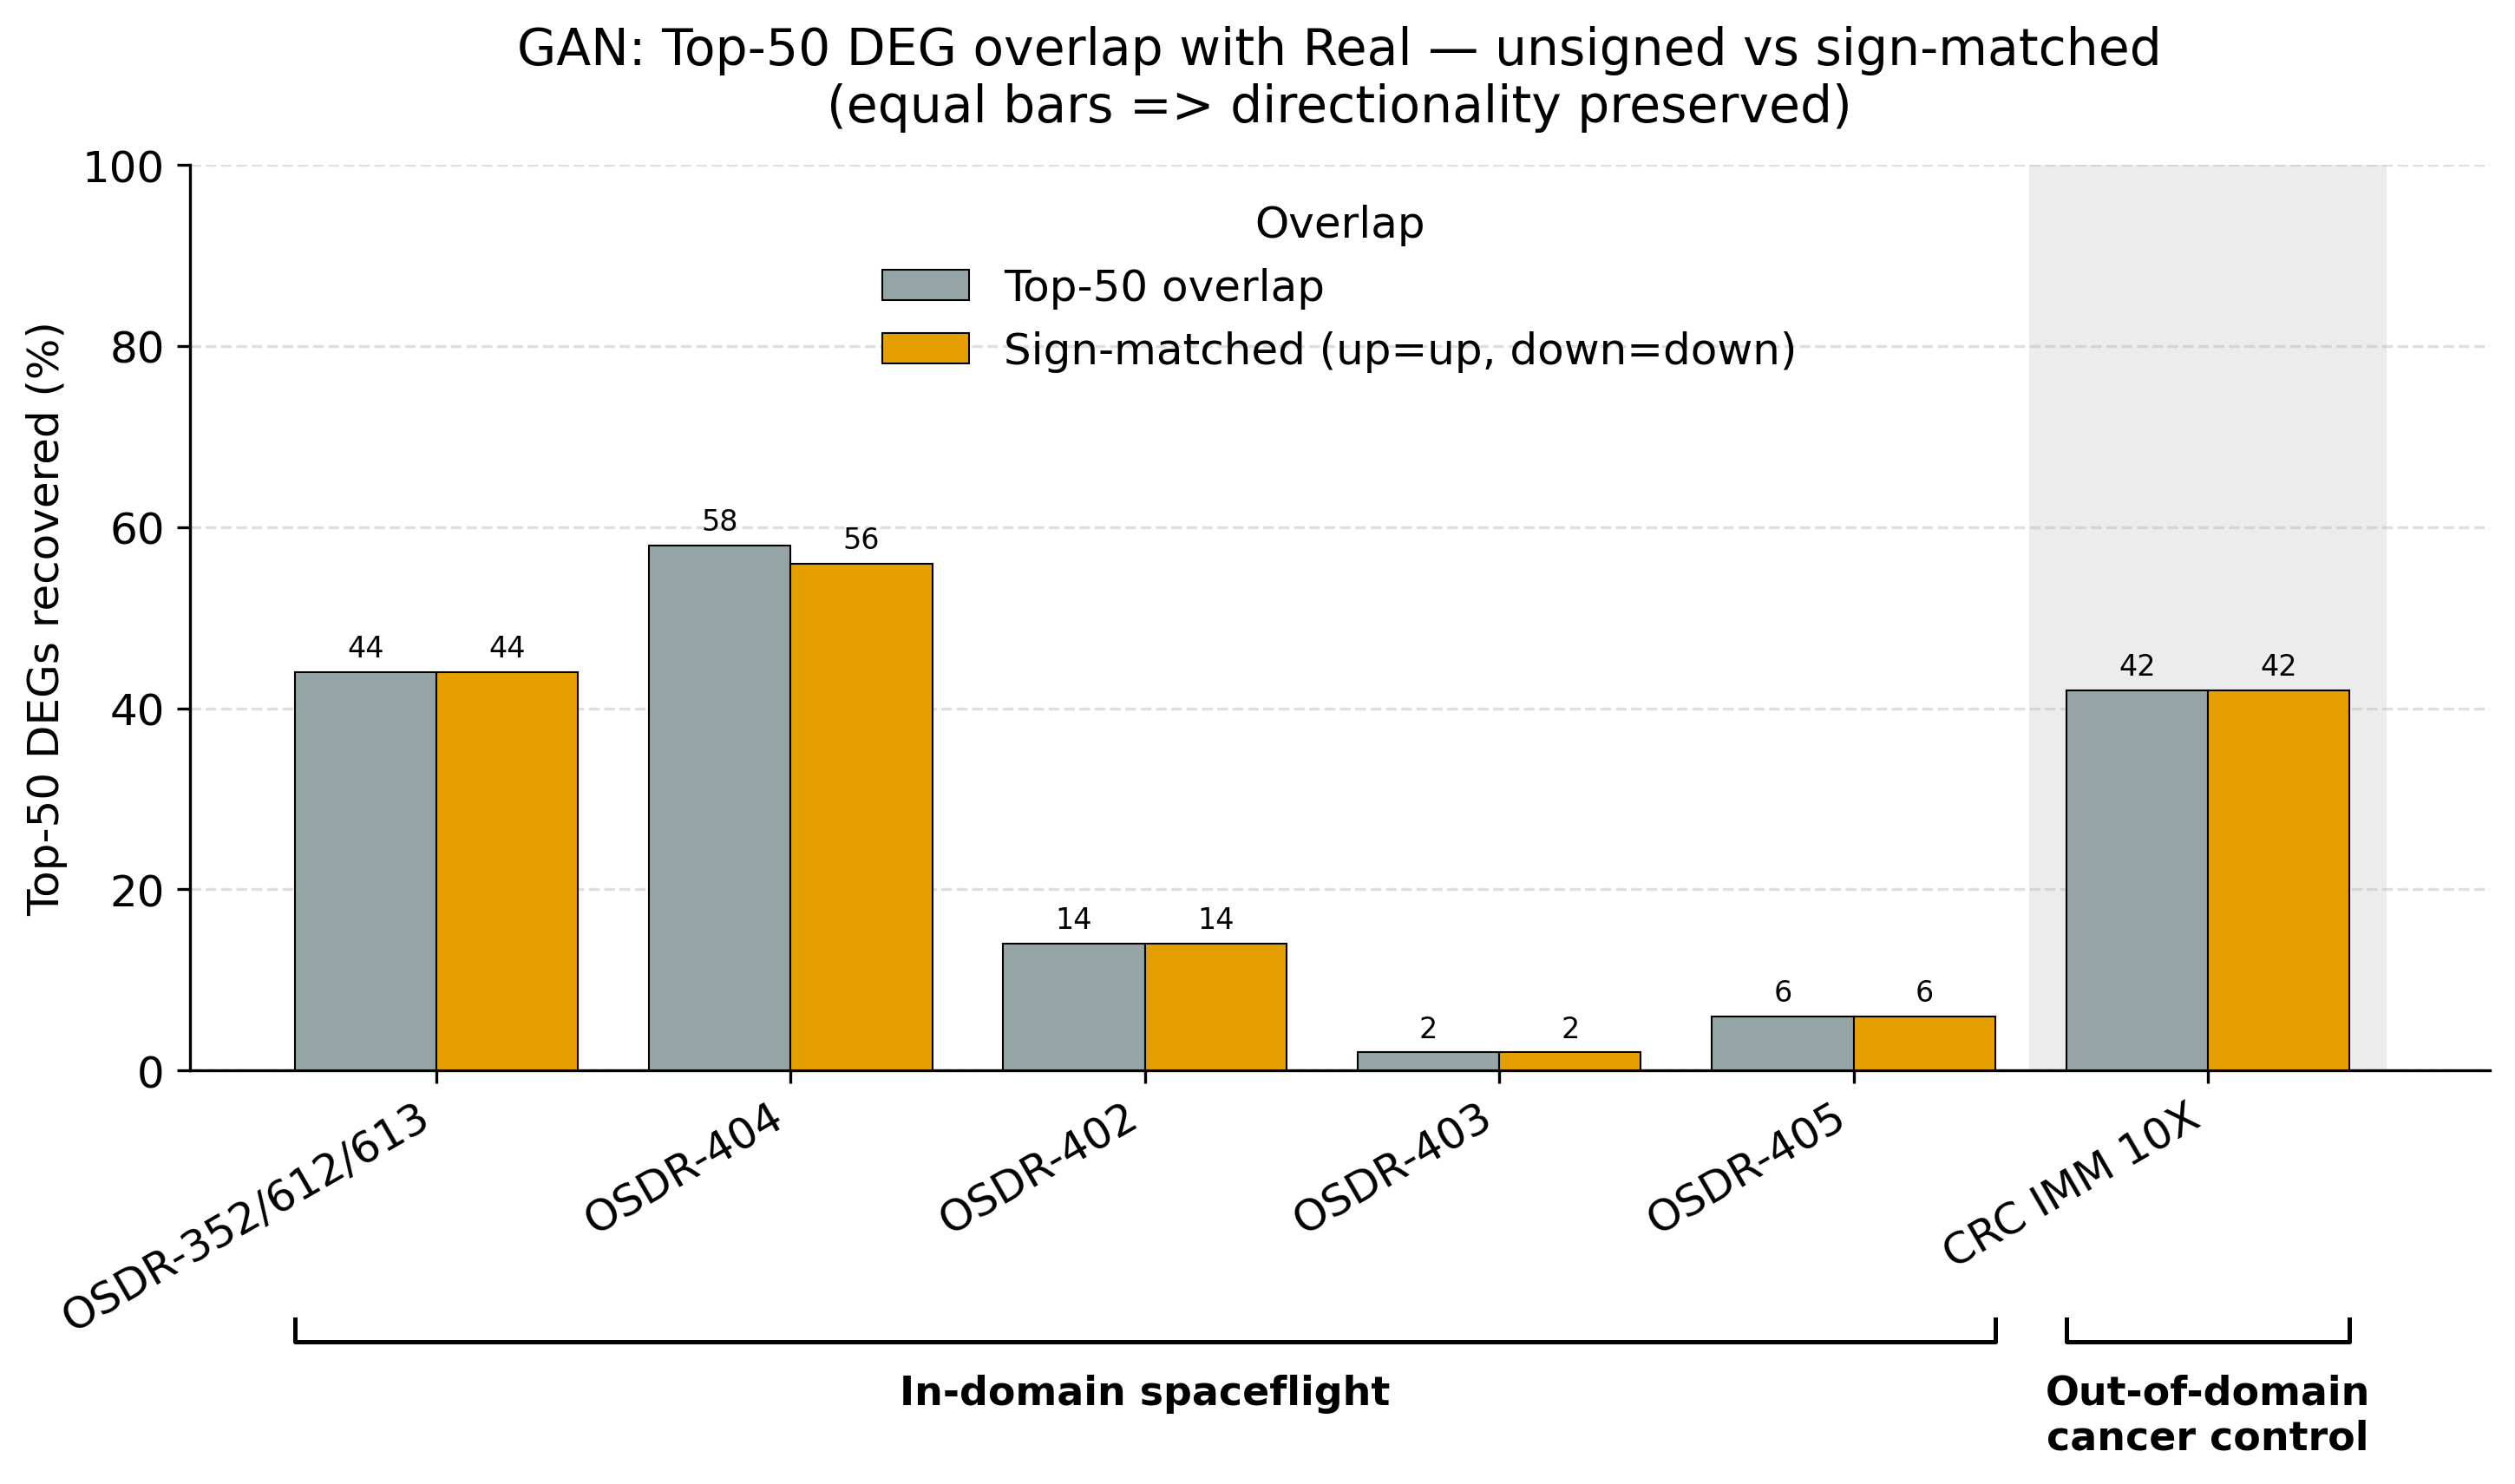 GAN: Top-50 DEG overlap with Real — unsigned vs sign-matched
(equal bars => directionality preserved)
Top-50 DEGs recovered (%)
100
80
60
40
20
0
Overlap
Top-50 overlap
Sign-matched (up=up, down=down)
44
44
58
56
14
14
2
2
6
6
42
42
OSDR-352/612/613
OSDR-404
OSDR-402
OSDR-403
OSDR-405
CRC IMM 10X
In-domain spaceflight
Out-of-domain
cancer control